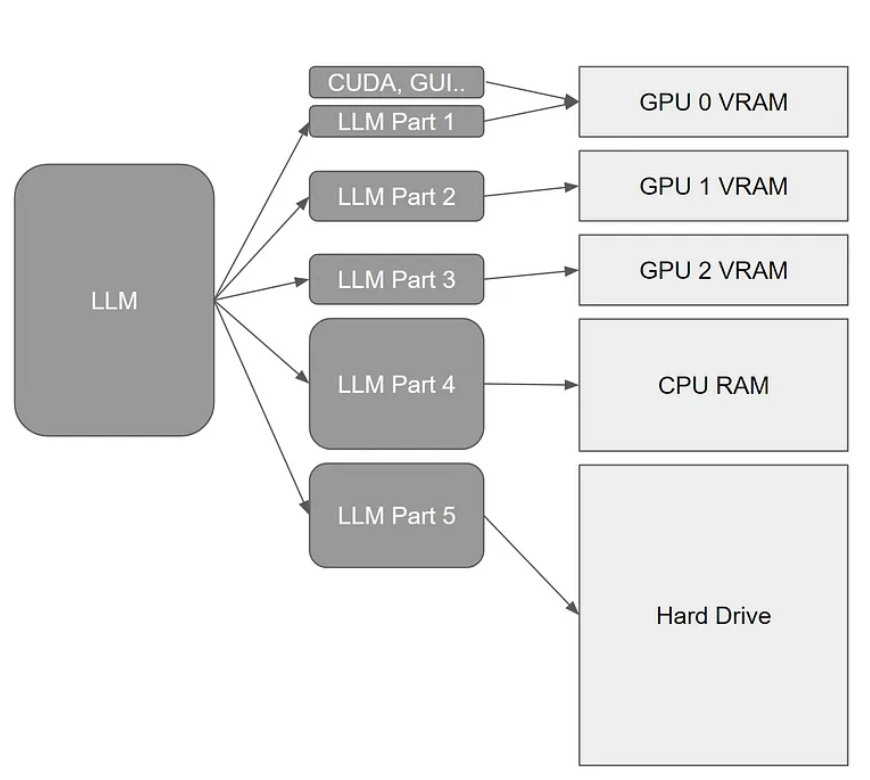 CUDA, GUI..
LLM Part 1
GPU 0 VRAM
LLM Part 2
GPU 1 VRAM
LLM Part 3
GPU 2 VRAM
LLM
LLM Part 4
CPU RAM
LLM Part 5
Hard Drive